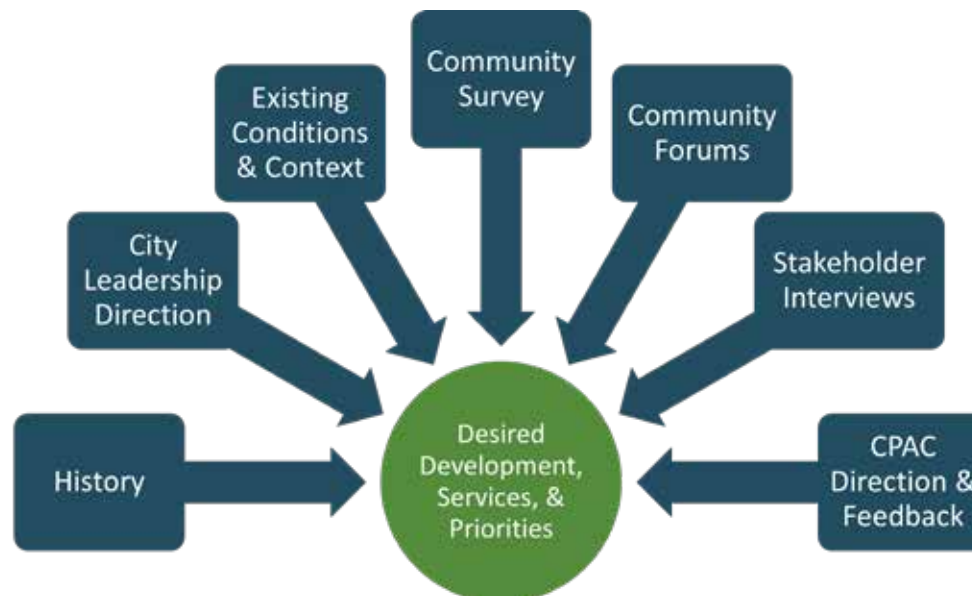 Community
Survey
Existing
Conditions
& Context
Community
Forums
City
Leadership
Direction
Stakeholder
Interviews
History
Desired
Development,
Services, &
Priorities
CPAC
Direction &
Feedback